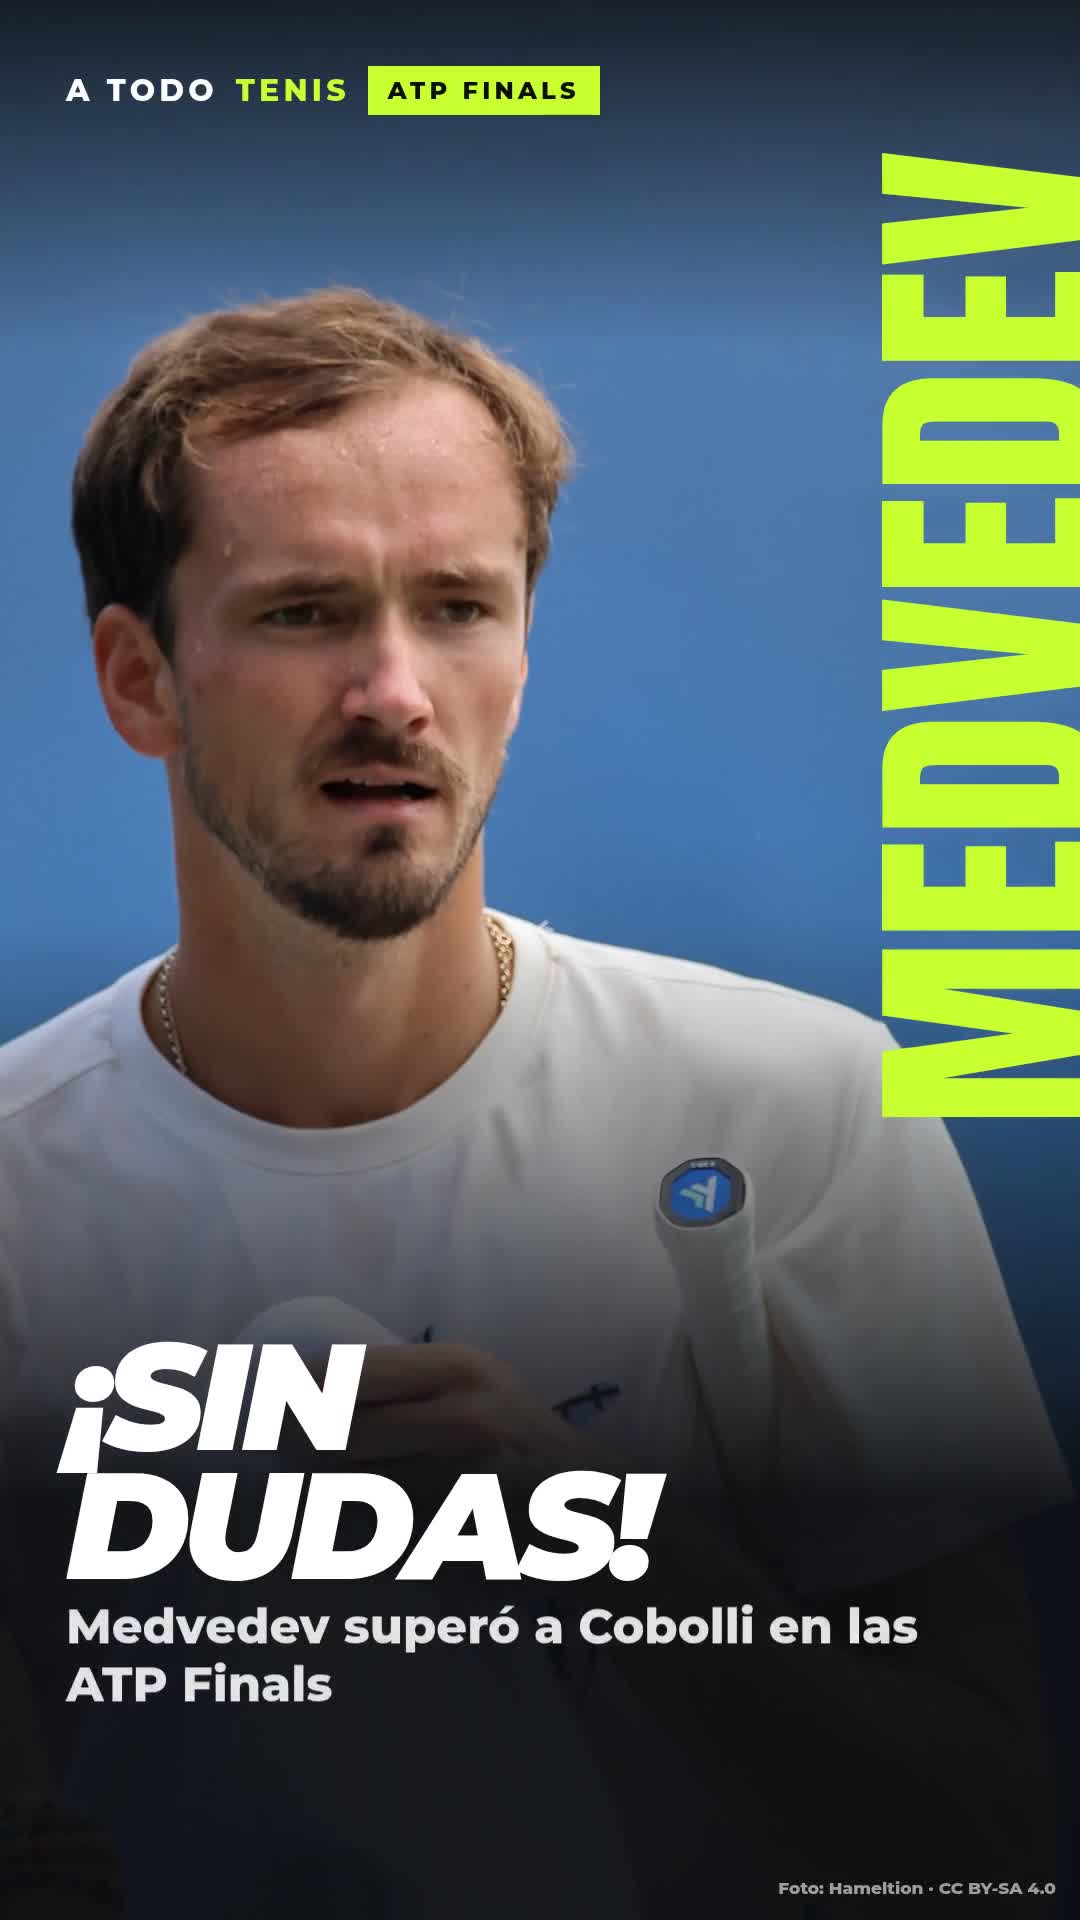 A TODO TENIS ATP FINALS
MEDVEDEV
¡SIN
DUDAS!
Medvedev superó a Cobolli en las
ATP Finals
Foto: Hameltion · CC BY-SA 4.0